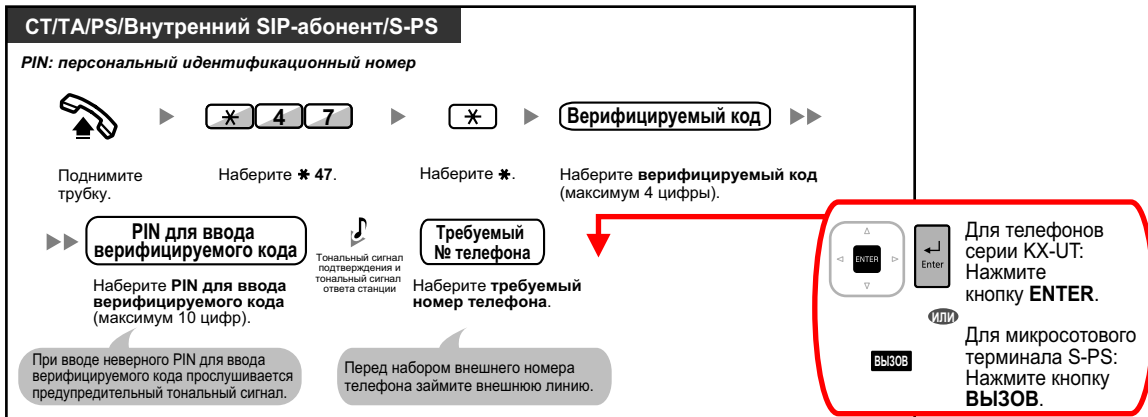 СТ/ТА/PS/Внутренний SIP-абонент/S-PS
PIN: персональный идентификационный номер
* 4 7
*
Верифицируемый код
Поднимите
трубку.
Наберите * 47.
Наберите *.
Наберите верифицируемый код
(максимум 4 цифры).
PIN для ввода
верифицируемого кода
Тональный сигнал
подтверждения и
тональный сигнал
ответа станции
Требуемый
№ телефона
Наберите PIN для ввода
верифицируемого кода
(максимум 10 цифр).
Наберите требуемый
номер телефона.
При вводе неверного PIN для ввода
верифицируемого кода прослушивается
предупредительный тональный сигнал.
Перед набором внешнего номера
телефона займите внешнюю линию.
ENTER
Enter
Для телефонов
серии KX-UT:
Нажмите
кнопку ENTER.
ИЛИ
ВЫЗОВ
Для микросотового
терминала S-PS:
Нажмите кнопку
ВЫЗОВ.